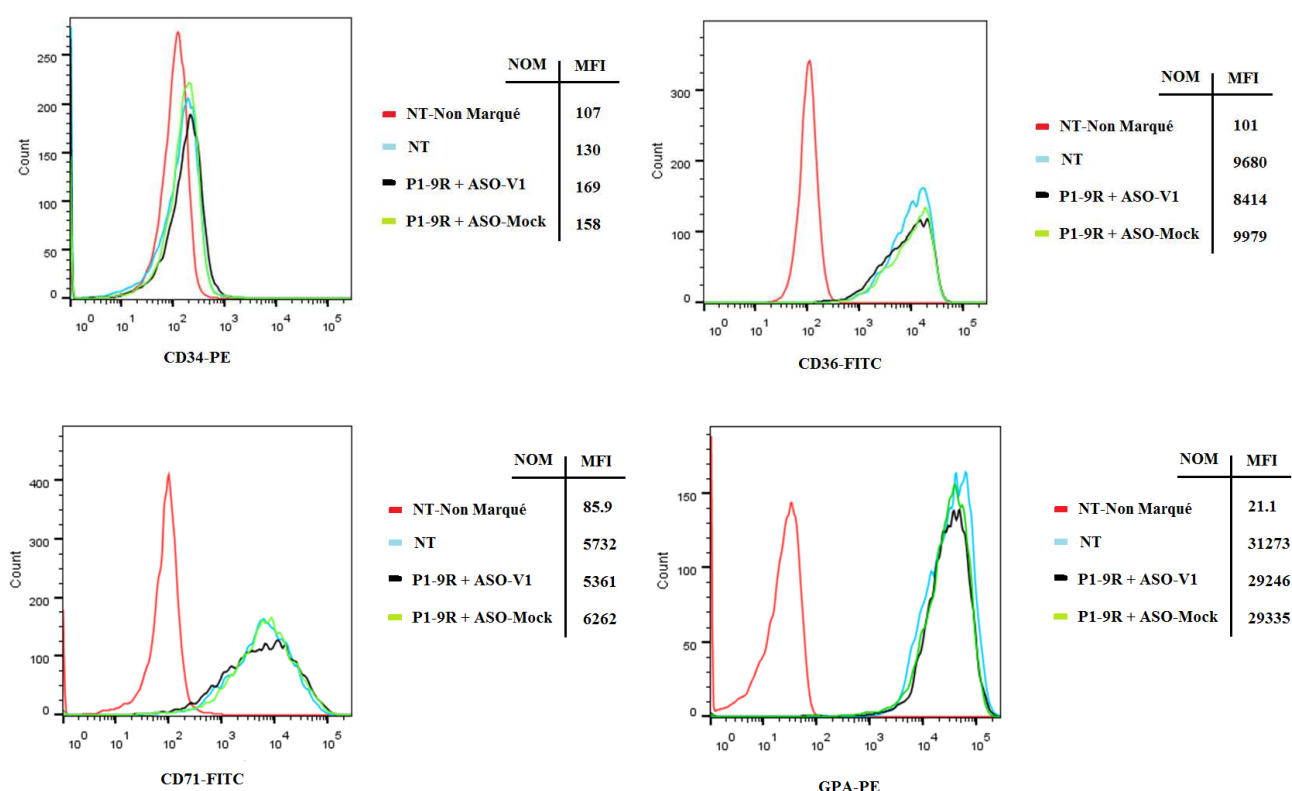 250
200
150
100
50
0
Count
10^0 10^1 10^2 10^3 10^4 10^5
CD34-PE
NOM MFI
NT-Non Marqué 107
NT 130
P1-9R + ASO-V1 169
P1-9R + ASO-Mock 158
300
200
100
0
Count
10^0 10^1 10^2 10^3 10^4 10^5
CD36-FITC
NOM MFI
NT-Non Marqué 101
NT 9680
P1-9R + ASO-V1 8414
P1-9R + ASO-Mock 9979
400
300
200
100
0
Count
10^0 10^1 10^2 10^3 10^4 10^5
CD71-FITC
NOM MFI
NT-Non Marqué 85.9
NT 5732
P1-9R + ASO-V1 5361
P1-9R + ASO-Mock 6262
150
100
50
0
Count
10^0 10^1 10^2 10^3 10^4 10^5
GPA-PE
NOM MFI
NT-Non Marqué 21.1
NT 31273
P1-9R + ASO-V1 29246
P1-9R + ASO-Mock 29335